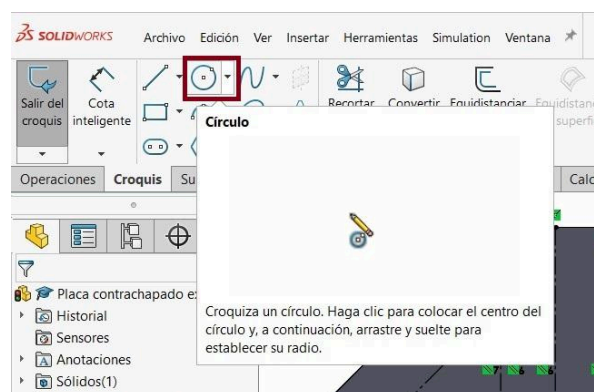 SOLIDWORKS Archivo Edición Ver Insertar Herramientas Simulation Ventana
Salir del croquis
Cota inteligente
Recortar Convertir Equidistanciar
Círculo
Operaciones Croquis Su
Croquiza un círculo. Haga clic para colocar el centro del
círculo y, a continuación, arrastre y suelte para
establecer su radio.
Placa contrachapado e
Historial
Sensores
Anotaciones
Sólidos(1)